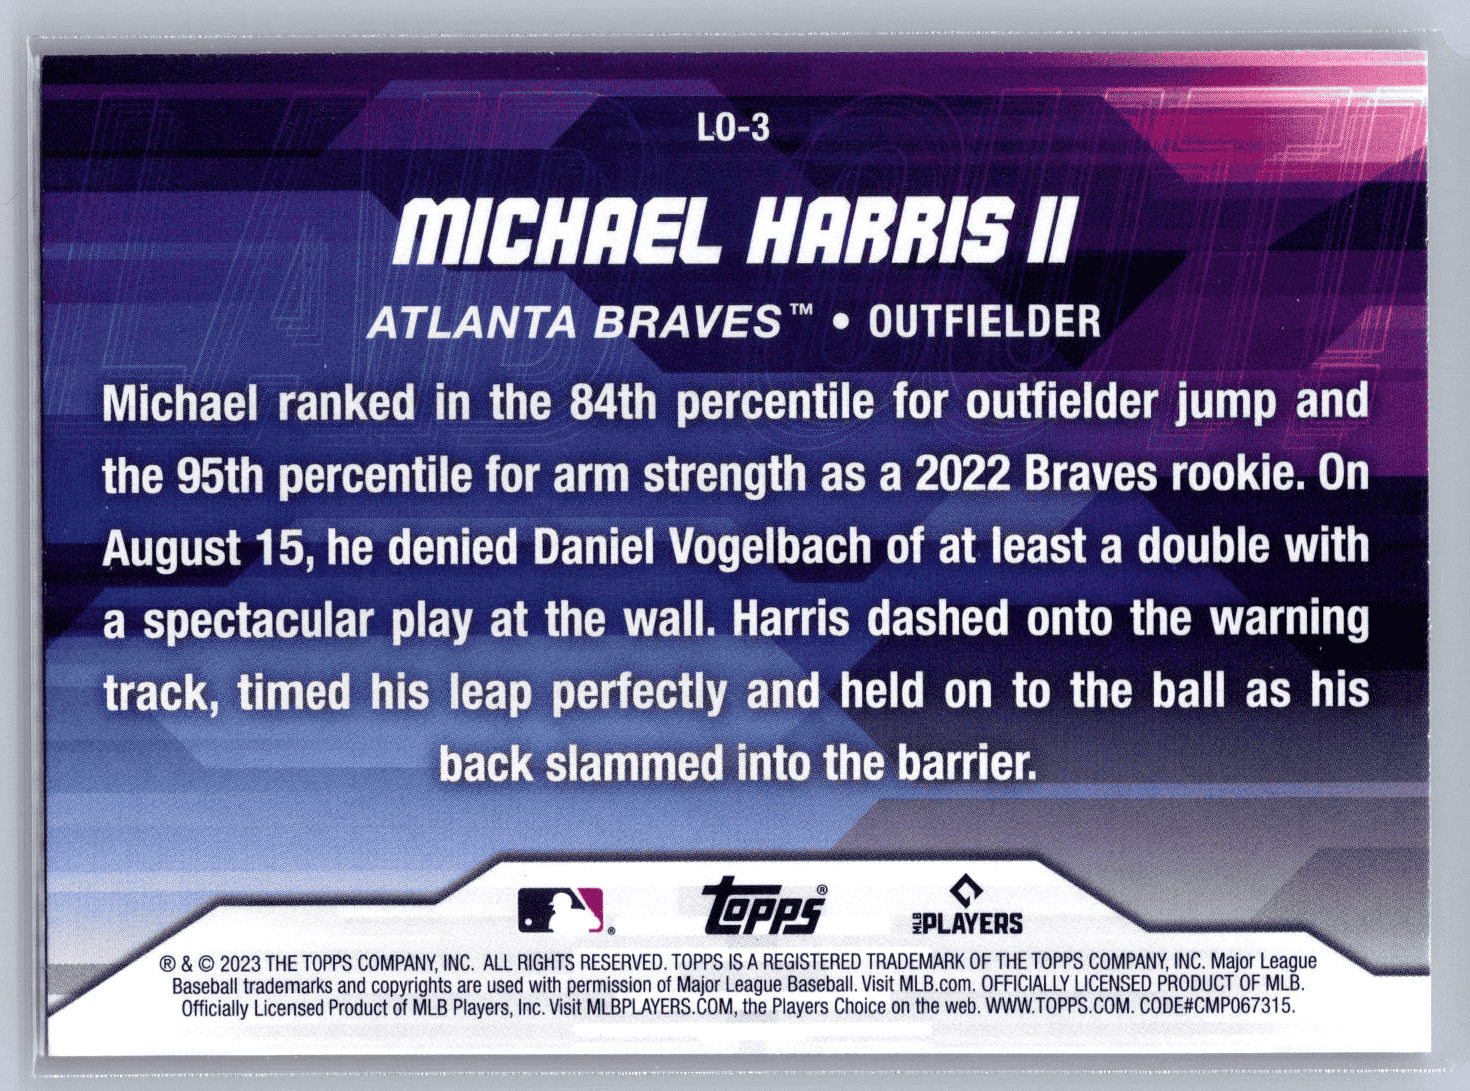 LO-3
MICHAEL HARRIS II
ATLANTA BRAVES™ • OUTFIELDER
Michael ranked in the 84th percentile for outfielder jump and
the 95th percentile for arm strength as a 2022 Braves rookie. On
August 15, he denied Daniel Vogelbach of at least a double with
a spectacular play at the wall. Harris dashed onto the warning
track, timed his leap perfectly and held on to the ball as his
back slammed into the barrier.
® Topps® MLB PLAYERS
® & © 2023 THE TOPPS COMPANY, INC. ALL RIGHTS RESERVED. TOPPS IS A REGISTERED TRADEMARK OF THE TOPPS COMPANY, INC. Major League
Baseball trademarks and copyrights are used with permission of Major League Baseball. Visit MLB.com. OFFICIALLY LICENSED PRODUCT OF MLB.
Officially Licensed Product of MLB Players, Inc. Visit MLBPLAYERS.COM, the Players Choice on the web. WWW.TOPPS.COM. CODE#CMP067315.